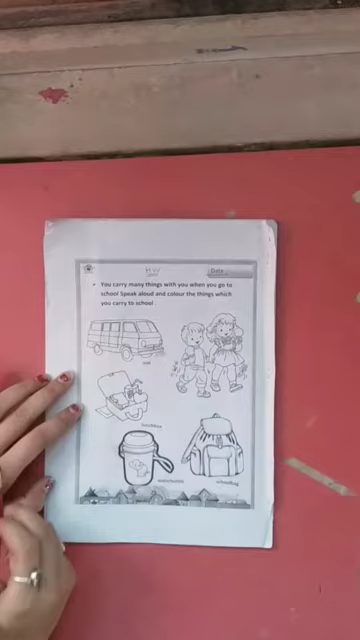 H.W
Date
You carry many things with you when you go to
school Speak aloud and colour the things which
you carry to school
van
lunchbox
waterbottle
schoolbag